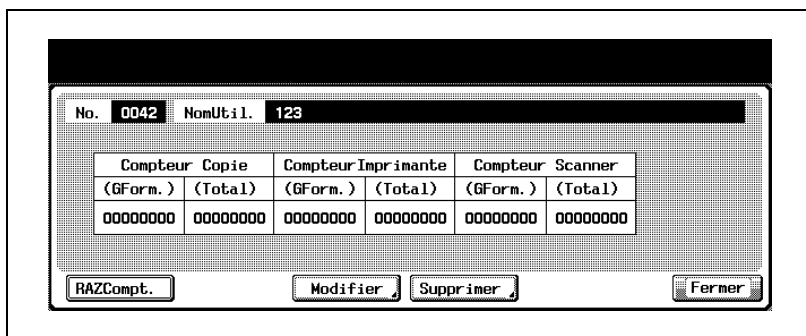 No. 0042 NomUtil. 123
Compteur Copie CompteurImprimante Compteur Scanner
(GForm.) (Total) (GForm.) (Total) (GForm.) (Total)
00000000 00000000 00000000 00000000 00000000 00000000
RAZCompt. Modifier Supprimer Fermer